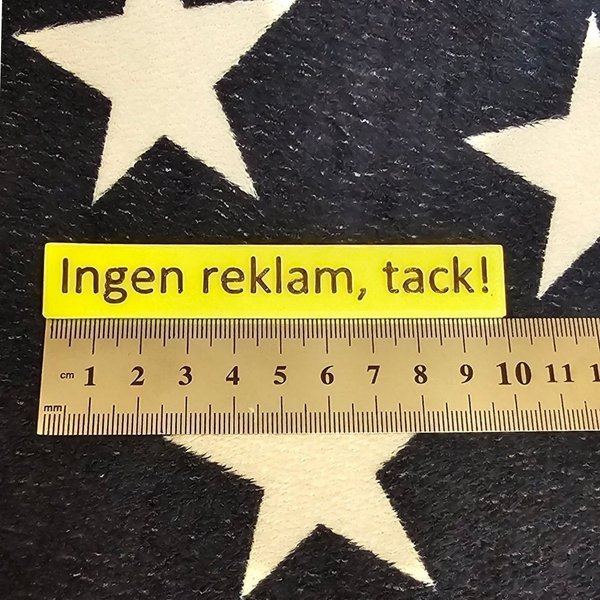 Ingen reklam, tack!
cm 1 2 3 4 5 6 7 8 9 10 11
mm